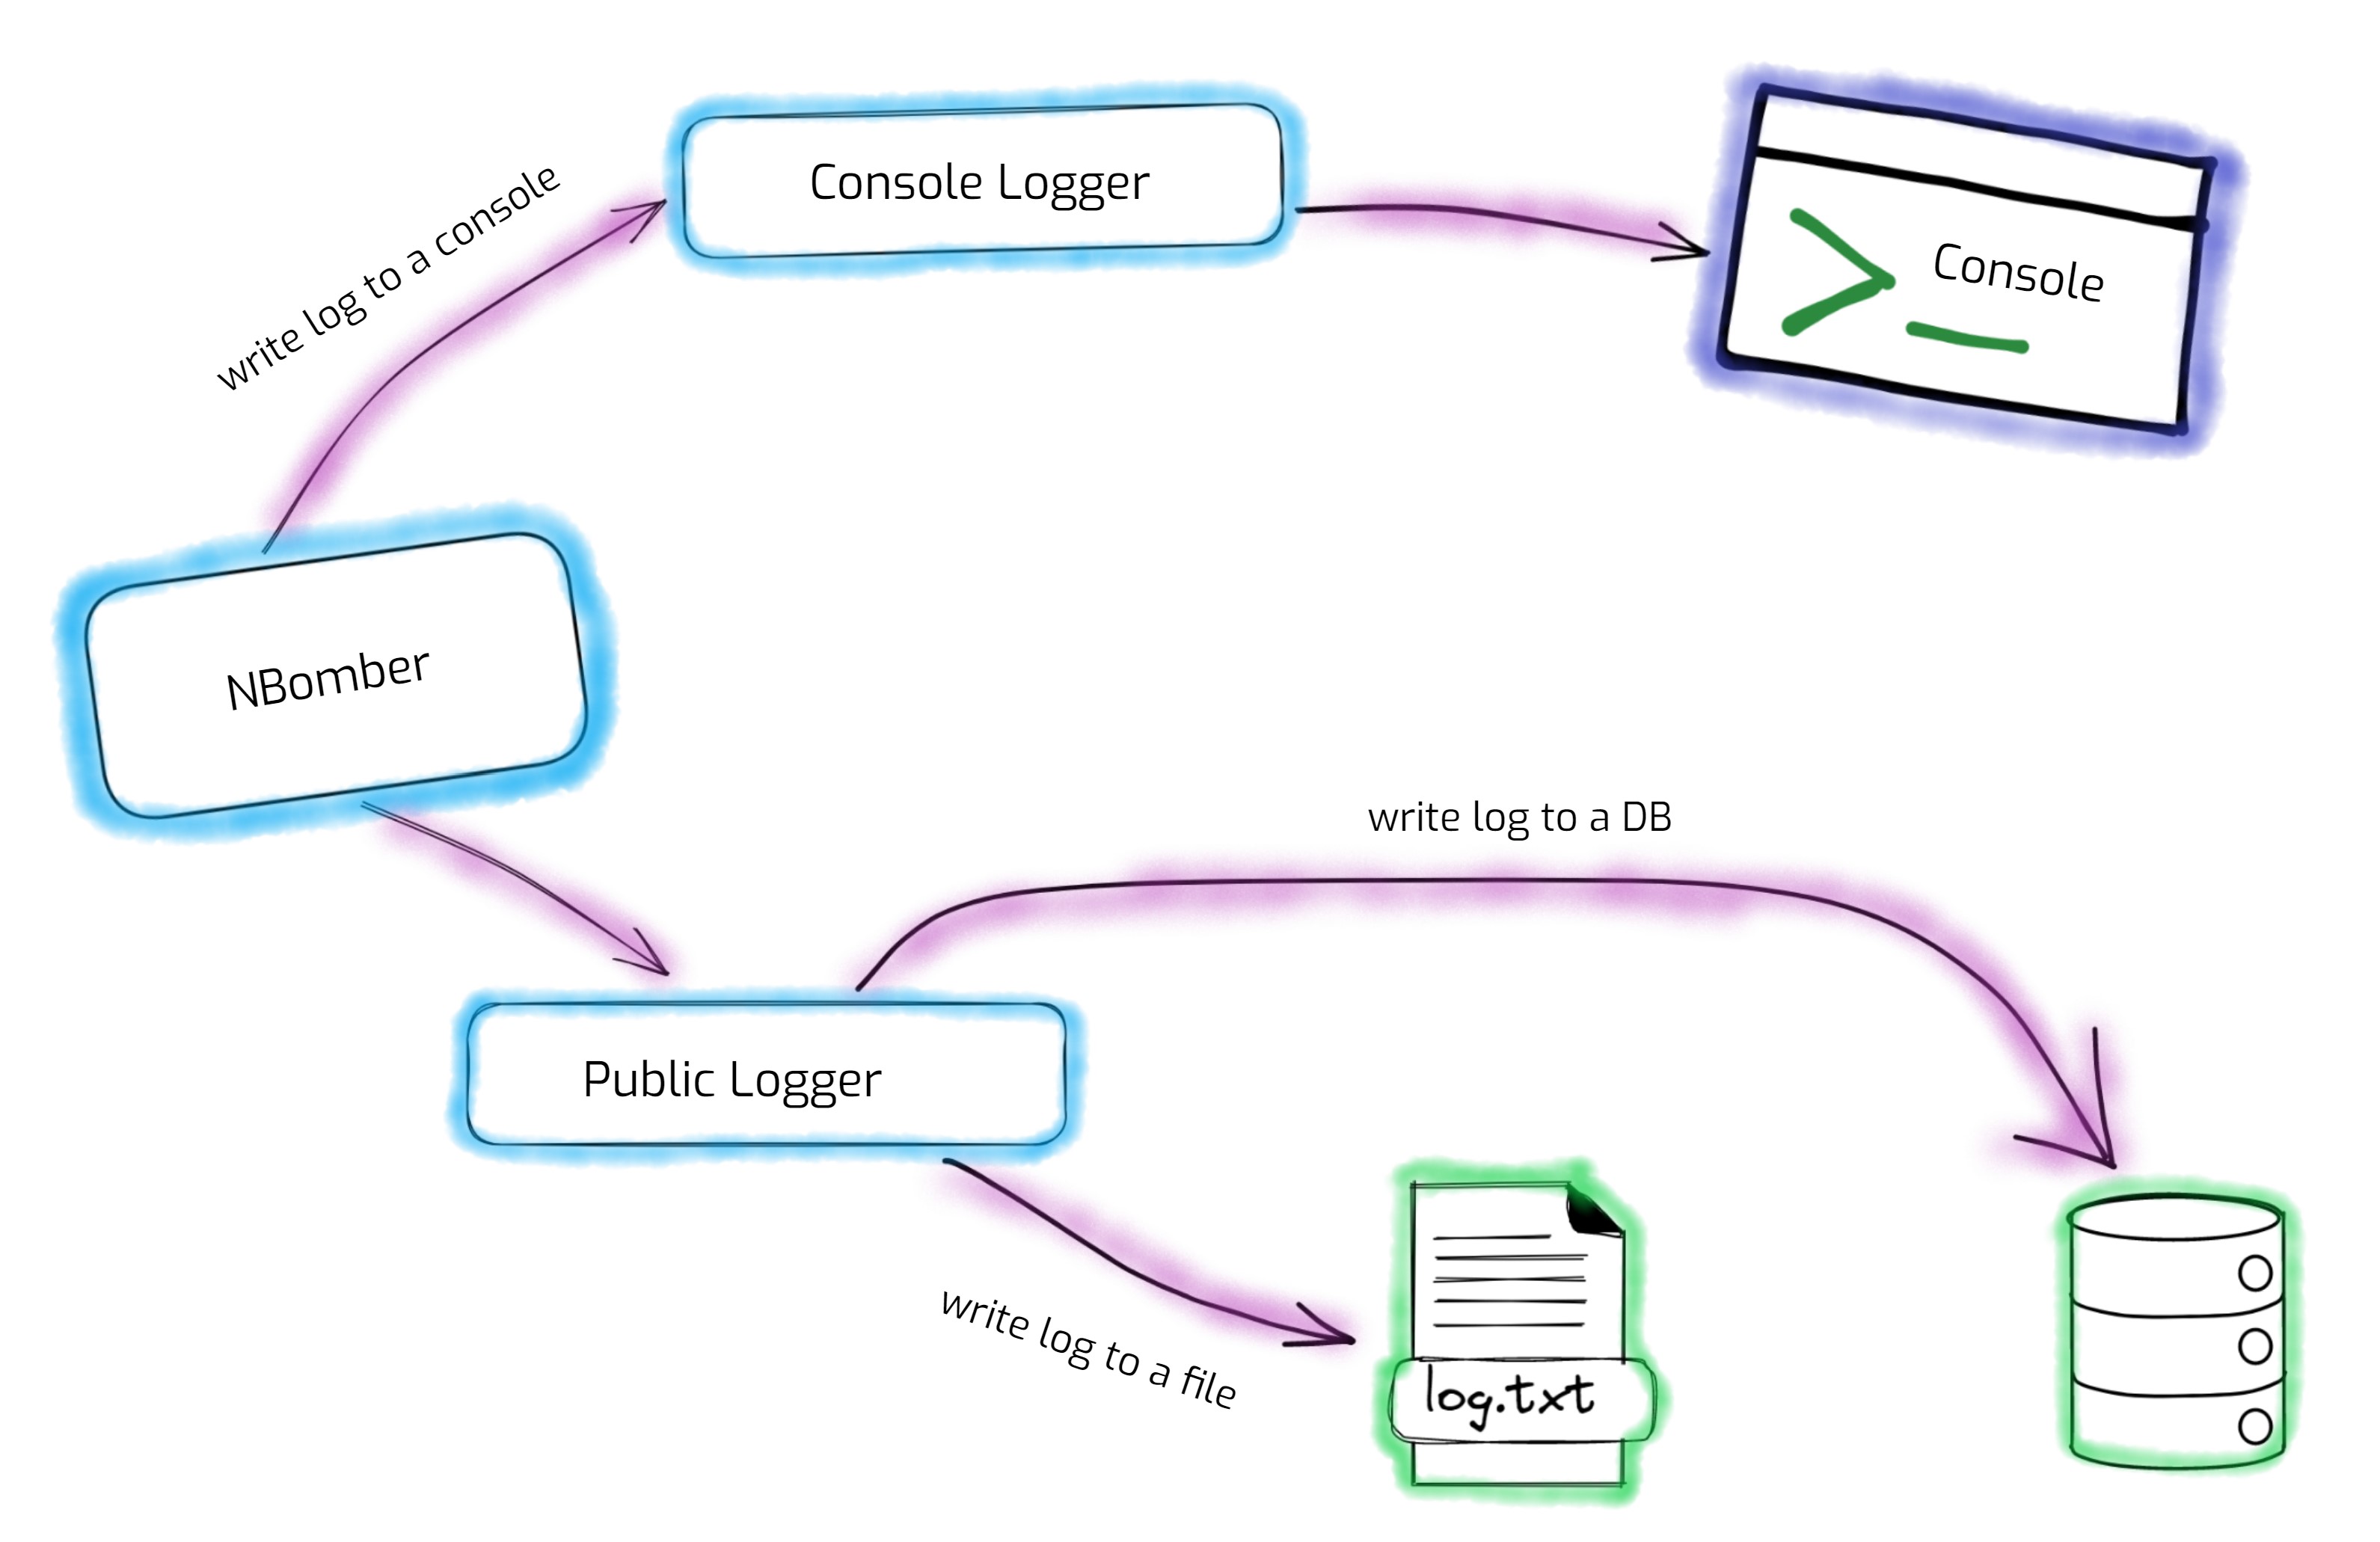 write log to a console
Console Logger
Console
NBomber
write log to a DB
Public Logger
write log to a file
log.txt